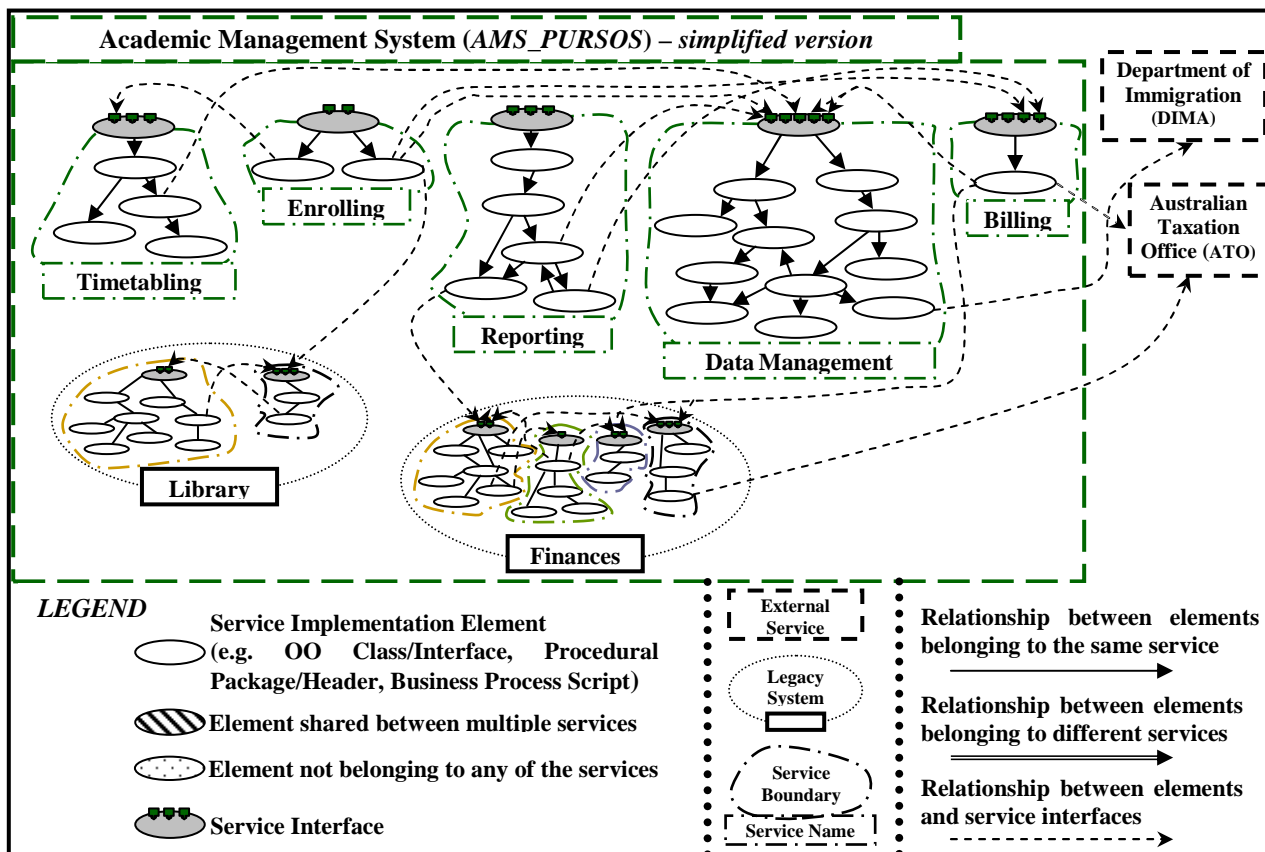 Academic Management System (AMS_PURSOS) – simplified version
Department of
Immigration
(DIMA)
Australian
Taxation
Office (ATO)
Timetabling
Enrolling
Reporting
Data Management
Billing
Library
Finances
LEGEND
Service Implementation Element
(e.g. OO Class/Interface, Procedural
Package/Header, Business Process Script)
Element shared between multiple services
Element not belonging to any of the services
Service Interface
External
Service
Legacy
System
Service
Boundary
Service Name
Relationship between elements
belonging to the same service
Relationship between elements
belonging to different services
Relationship between elements
and service interfaces